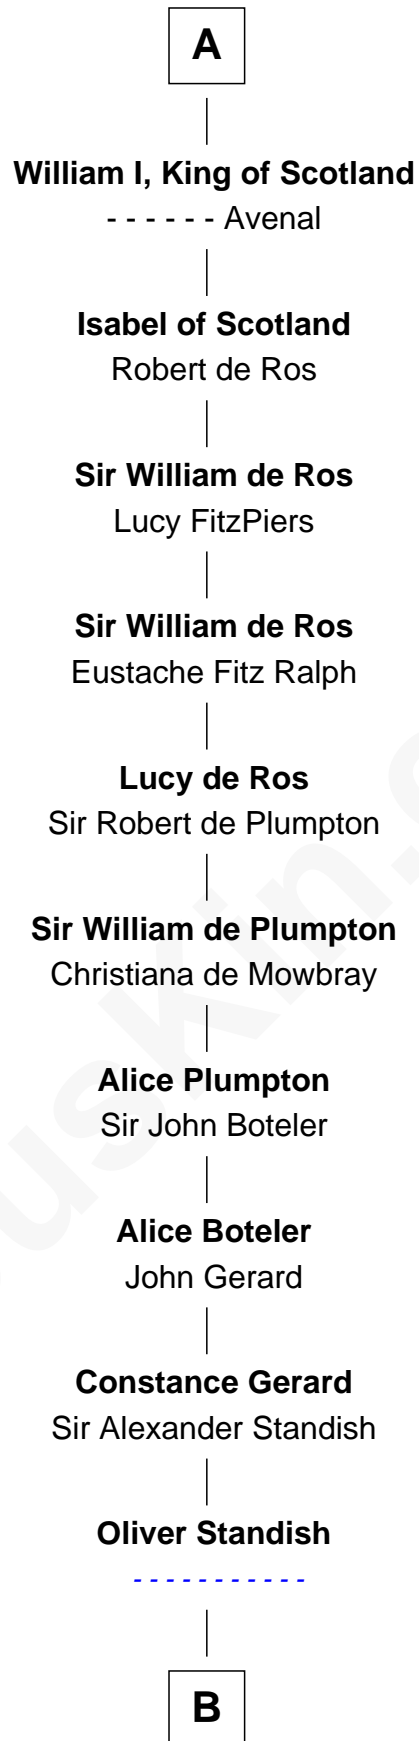 A
William I, King of Scotland
- - - - - - Avenal
Isabel of Scotland
Robert de Ros
Sir William de Ros
Lucy FitzPiers
Sir William de Ros
Eustache Fitz Ralph
Lucy de Ros
Sir Robert de Plumpton
Sir William de Plumpton
Christiana de Mowbray
Alice Plumpton
Sir John Boteler
Alice Boteler
John Gerard
Constance Gerard
Sir Alexander Standish
Oliver Standish
- - - - - - - - - - -
B